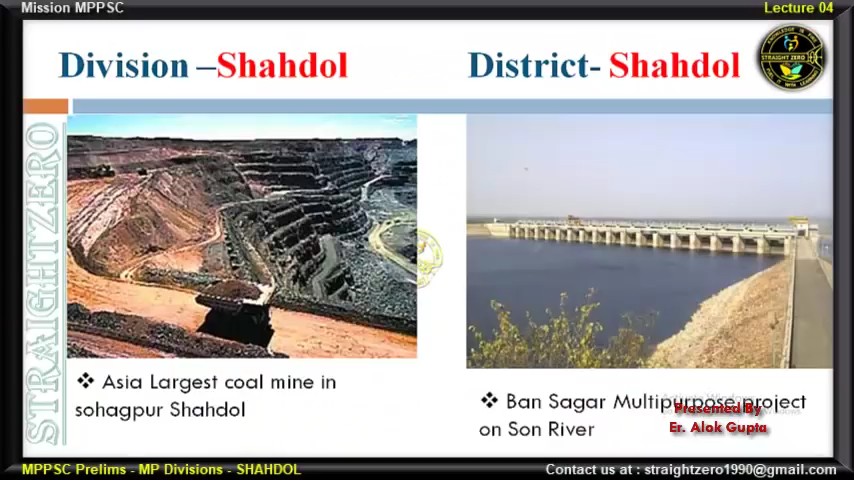 Mission MPPSC
Lecture 04
Division –Shahdol
District- Shahdol
STRAIGHT ZERO
STRAIGHTZERO
❖ Asia Largest coal mine in
sohagpur Shahdol
❖ Ban Sagar Multipurpose project
on Son River
Presented By
Er. Alok Gupta
MPPSC Prelims - MP Divisions - SHAHDOL
Contact us at : straightzero1990@gmail.com